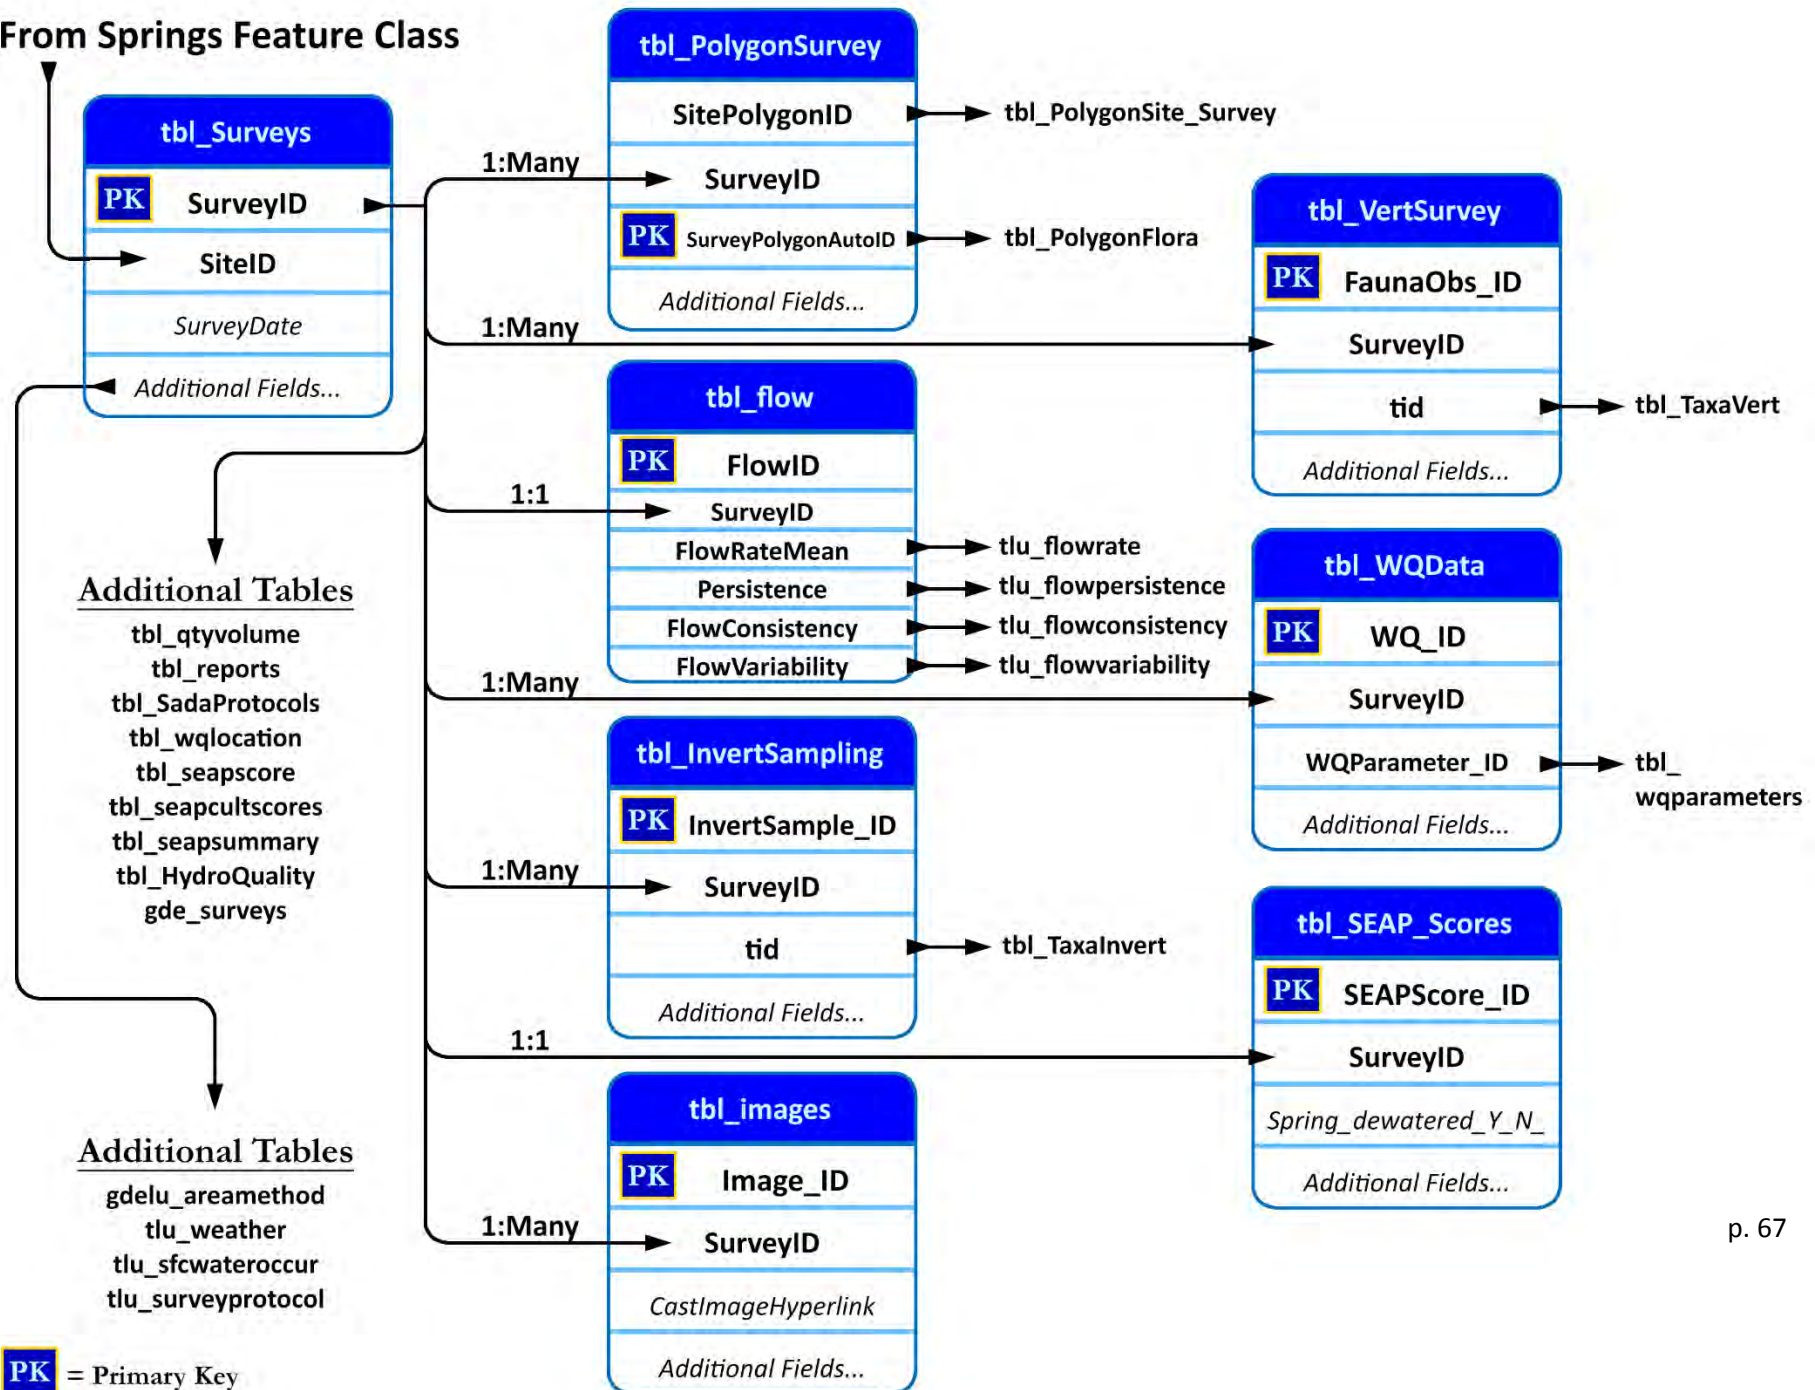 From Springs Feature Class
tbl_Surveys
PK SurveyID
SiteID
SurveyDate
Additional Fields...
Additional Tables
tbl_qtyvolume
tbl_reports
tbl_SadaProtocols
tbl_wqlocation
tbl_seapscore
tbl_seapcultscores
tbl_seapsummary
tbl_HydroQuality
gde_surveys
Additional Tables
gdelu_areamethod
tlu_weather
tlu_sfcwateroccur
tlu_surveyprotocol
PK = Primary Key
1:Many
1:Many
1:1
1:Many
1:Many
1:1
1:Many
tbl_PolygonSurvey
SitePolygonID
tbl_PolygonSite_Survey
SurveyID
PK SurveyPolygonAutoID
tbl_PolygonFlora
Additional Fields...
tbl_flow
PK FlowID
SurveyID
FlowRateMean
tlu_flowrate
Persistence
tlu_flowpersistence
FlowConsistency
tlu_flowconsistency
FlowVariability
tlu_flowvariability
tbl_InvertSampling
PK InvertSample_ID
SurveyID
tid
tbl_TaxaInvert
Additional Fields...
tbl_images
PK Image_ID
SurveyID
CastImageHyperlink
Additional Fields...
tbl_VertSurvey
PK FaunaObs_ID
SurveyID
tid
tbl_TaxaVert
Additional Fields...
tbl_WQData
PK WQ_ID
SurveyID
WQParameter_ID
tbl_
wqparameters
Additional Fields...
tbl_SEAP_Scores
PK SEAPScore_ID
SurveyID
Spring_dewatered_Y_N_
Additional Fields...
p. 67